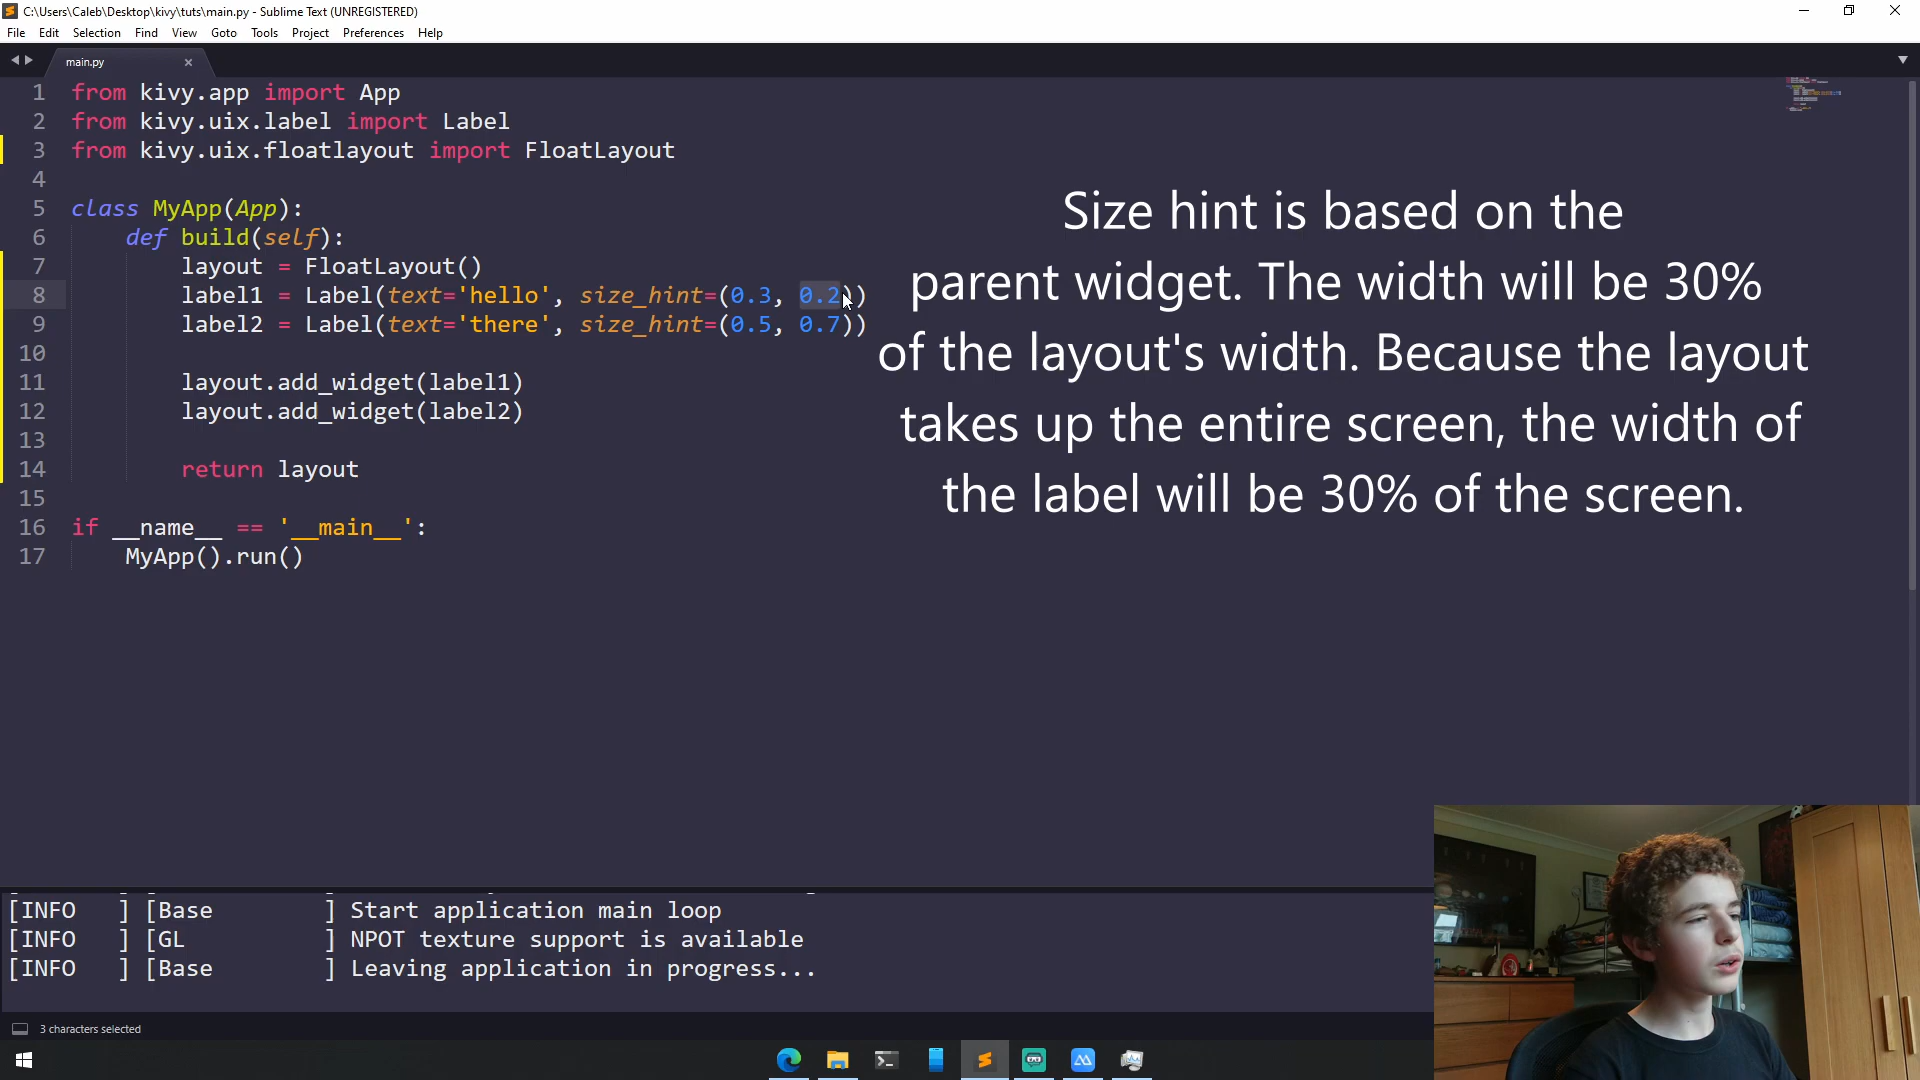 C:\Users\Caleb\Desktop\kivy\tuts\main.py - Sublime Text (UNREGISTERED)
File Edit Selection Find View Goto Tools Project Preferences Help
main.py
1 from kivy.app import App
2 from kivy.uix.label import Label
3 from kivy.uix.floatlayout import FloatLayout
4
5 class MyApp(App):
6 def build(self):
7 layout = FloatLayout()
8 label1 = Label(text='hello', size_hint=(0.3, 0.2))
9 label2 = Label(text='there', size_hint=(0.5, 0.7))
10
11 layout.add_widget(label1)
12 layout.add_widget(label2)
13
14 return layout
15
16 if __name__ == '__main__':
17 MyApp().run()
Size hint is based on the
parent widget. The width will be 30%
of the layout's width. Because the layout
takes up the entire screen, the width of
the label will be 30% of the screen.
[INFO ] [Base ] Start application main loop
[INFO ] [GL ] NPOT texture support is available
[INFO ] [Base ] Leaving application in progress...
3 characters selected